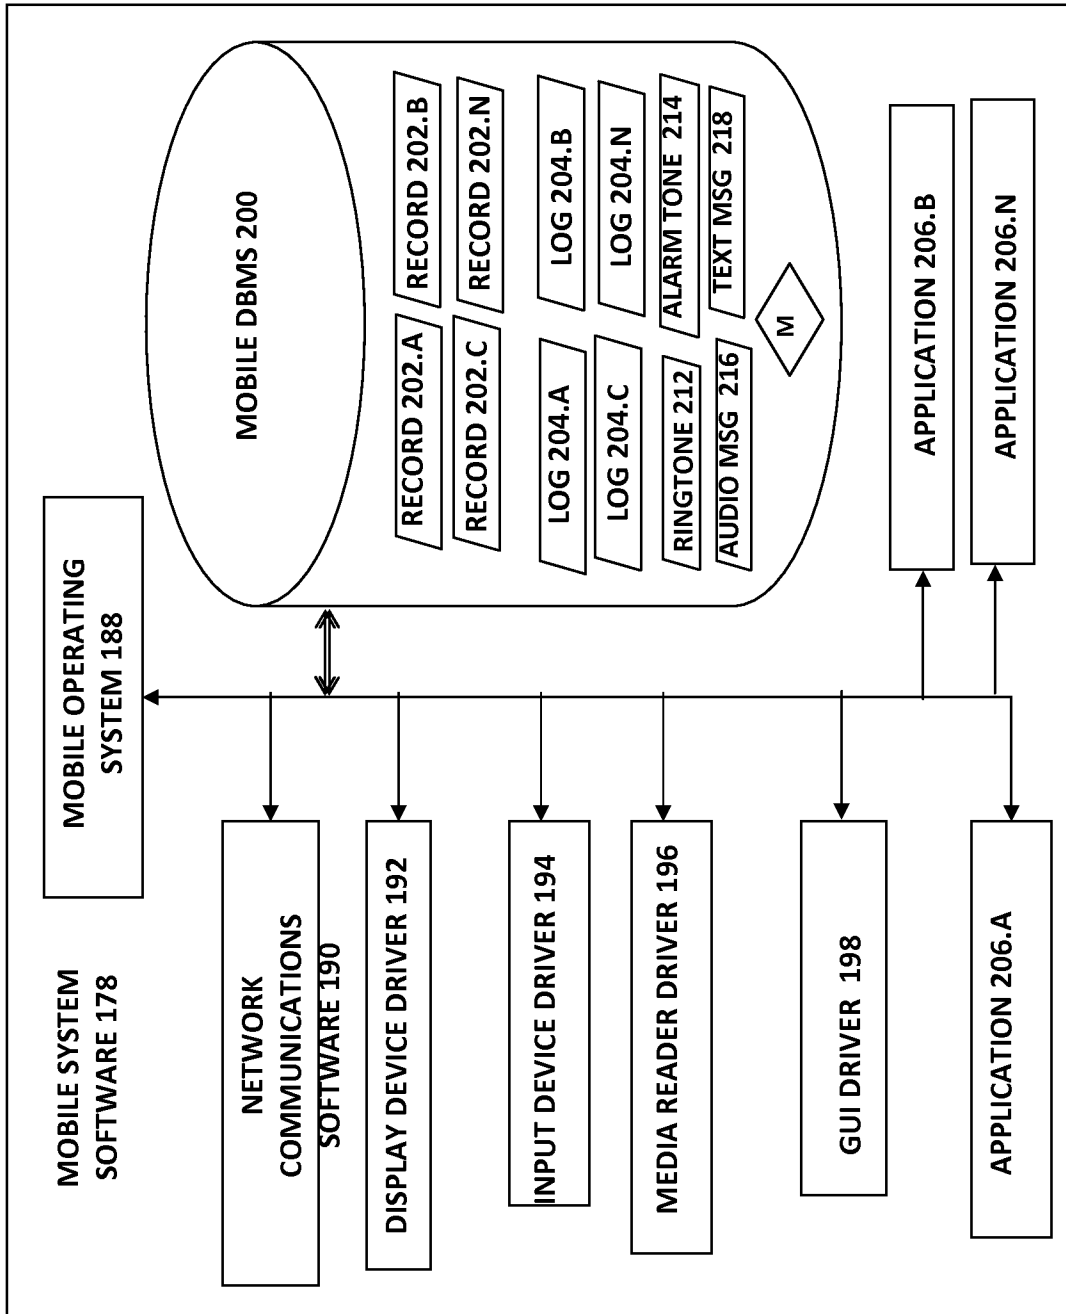 MOBILE SYSTEM
SOFTWARE 178
MOBILE OPERATING
SYSTEM 188
NETWORK
COMMUNICATIONS
SOFTWARE 190
DISPLAY DEVICE DRIVER 192
INPUT DEVICE DRIVER 194
MEDIA READER DRIVER 196
GUI DRIVER 198
APPLICATION 206.A
MOBILE DBMS 200
RECORD 202.A
RECORD 202.B
RECORD 202.C
RECORD 202.N
LOG 204.A
LOG 204.B
LOG 204.C
LOG 204.N
RINGTONE 212
ALARM TONE 214
AUDIO MSG 216
TEXT MSG 218
M
APPLICATION 206.B
APPLICATION 206.N